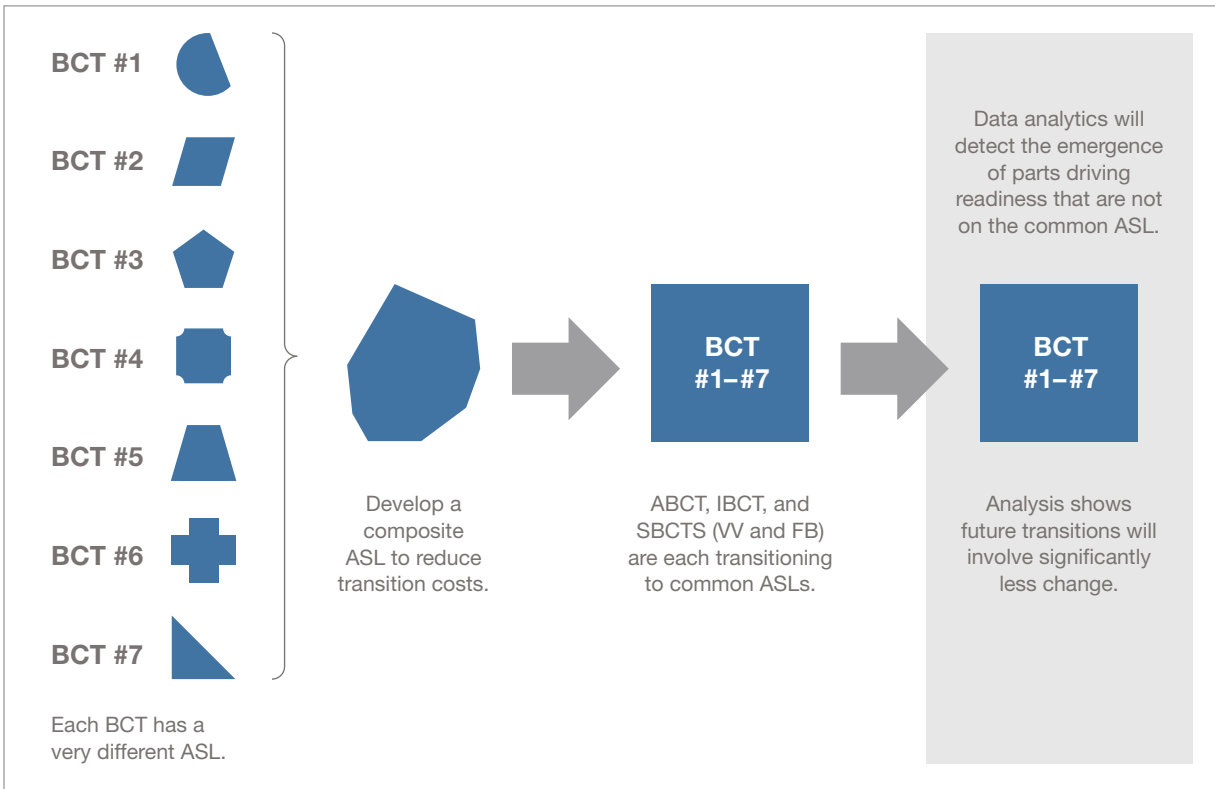 BCT #1
BCT #2
BCT #3
BCT #4
BCT #5
BCT #6
BCT #7
Each BCT has a
very different ASL.
Develop a
composite
ASL to reduce
transition costs.
BCT
#1–#7
ABCT, IBCT, and
SBCTS (VV and FB)
are each transitioning
to common ASLs.
Data analytics will
detect the emergence
of parts driving
readiness that are not
on the common ASL.
BCT
#1–#7
Analysis shows
future transitions will
involve significantly
less change.